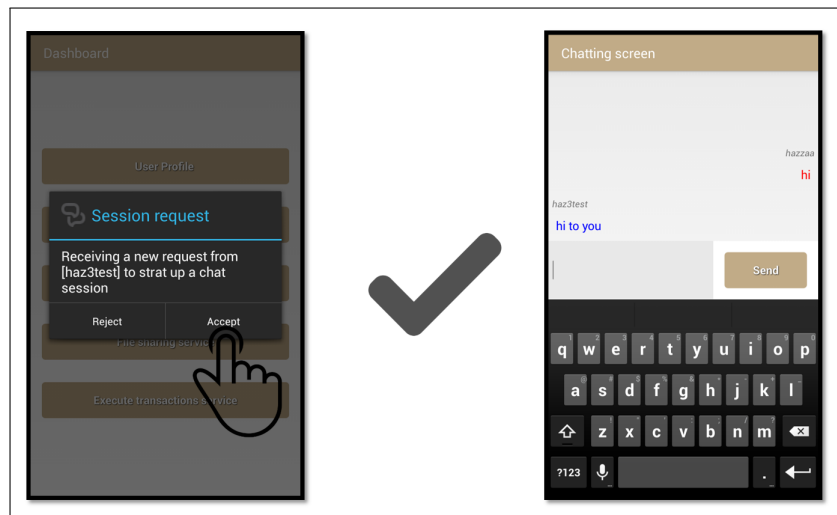 Dashboard
User Profile
Session request
Receiving a new request from
[haz3test] to strat up a chat
session
Reject Accept
File sharing service
Execute transactions service
Chatting screen
hazzaa
hi
haz3test
hi to you
Send
q w e r t y u i o p
a s d f g h j k l
z x c v b n m
?123 .